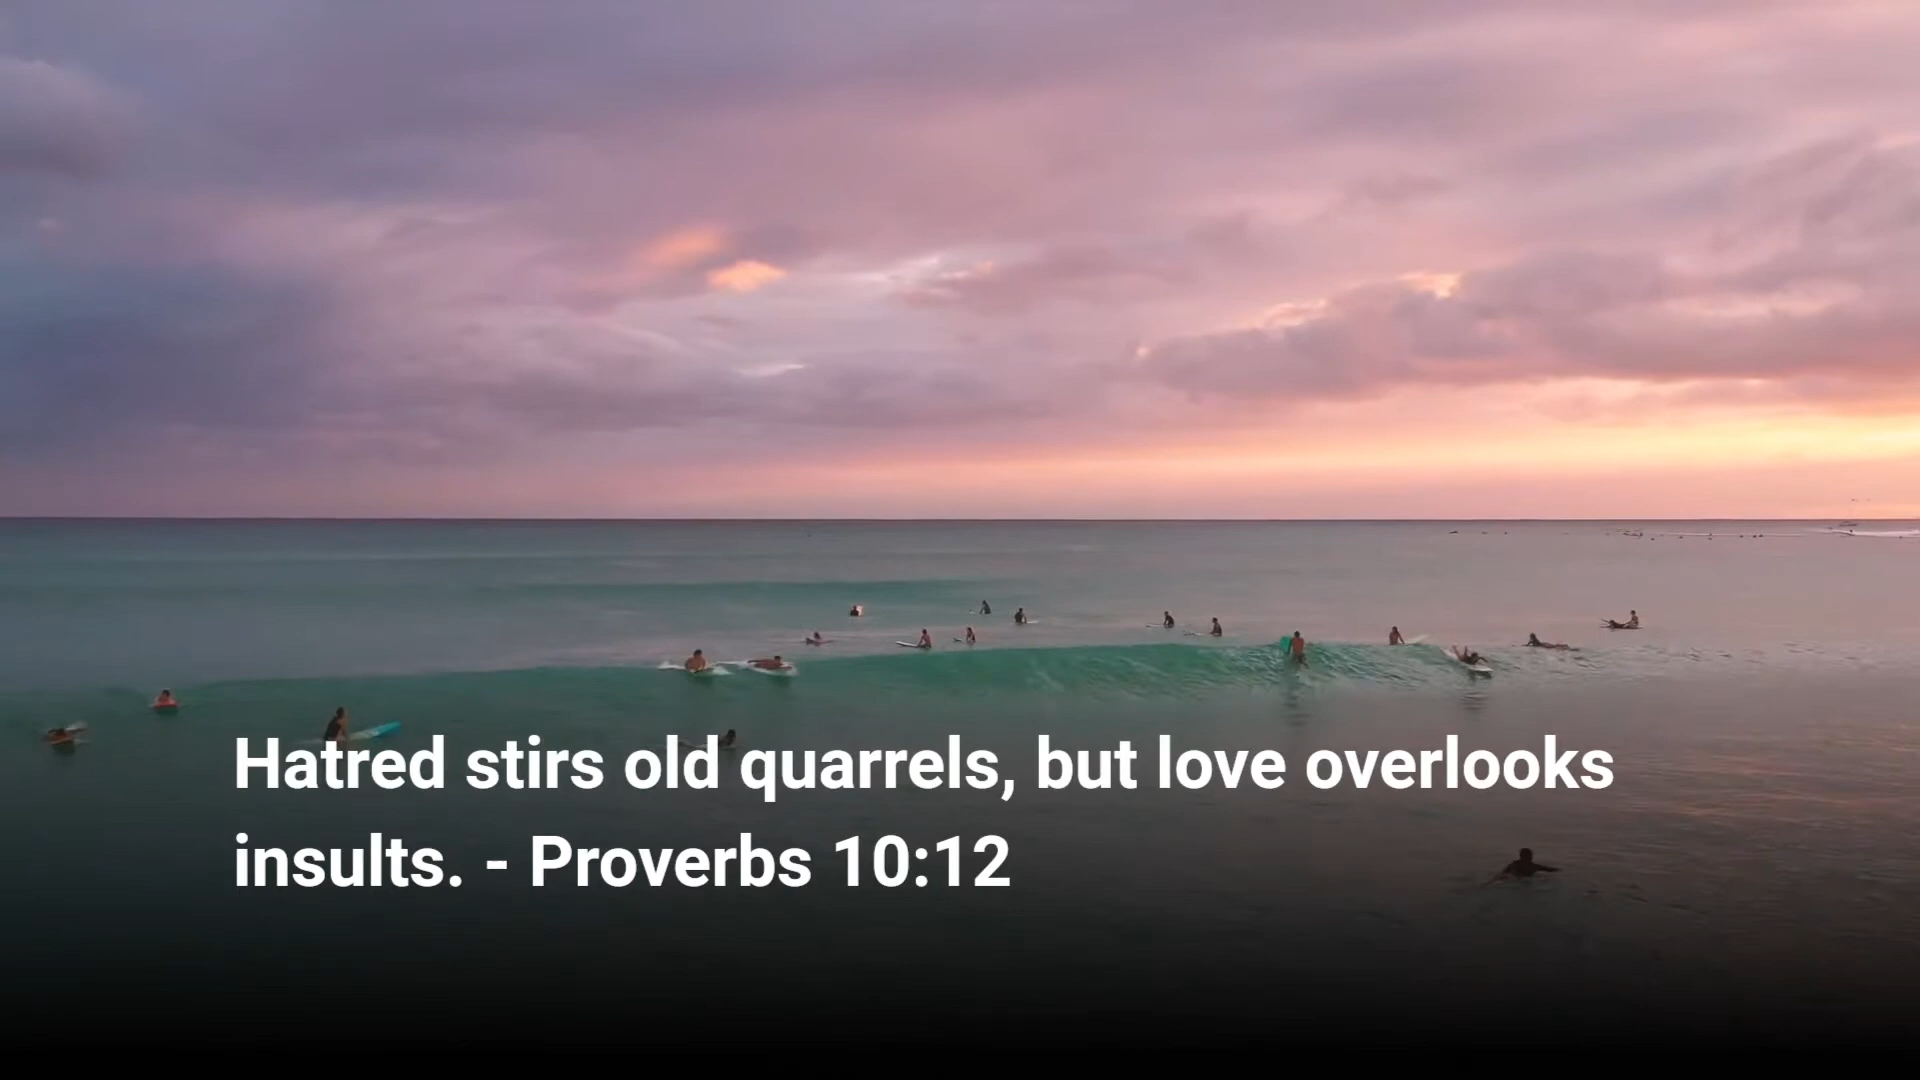 Hatred stirs old quarrels, but love overlooks
insults. - Proverbs 10:12